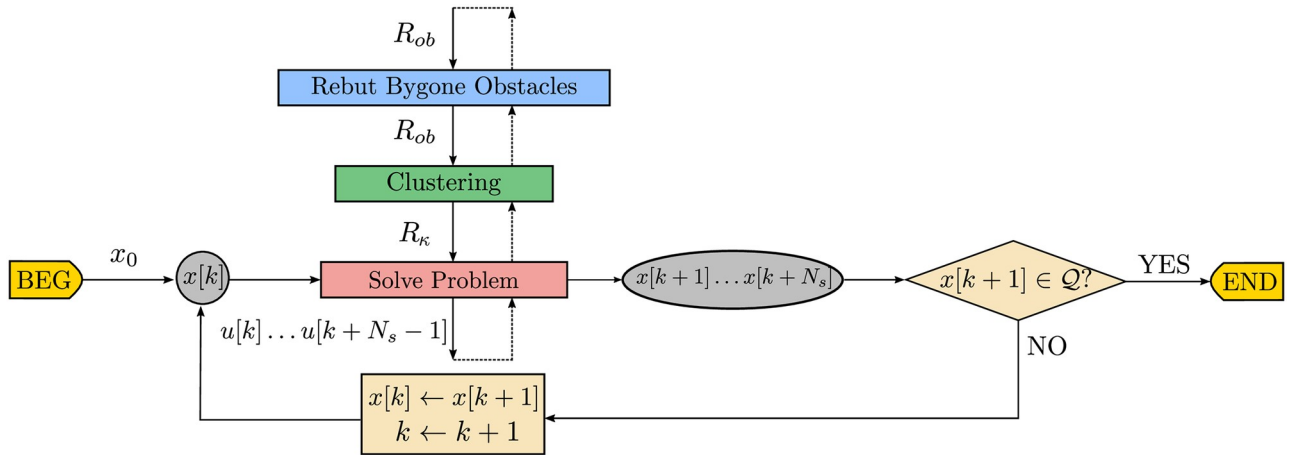 R_{ob}
Rebut Bygone Obstacles
R_{ob}
Clustering
R_κ
BEG
x_0
x[k]
Solve Problem
x[k+1]…x[k+N_s]
x[k+1] ∈ 𝒬?
YES
END
u[k]…u[k+N_s−1]
NO
x[k] ← x[k+1]
k ← k+1